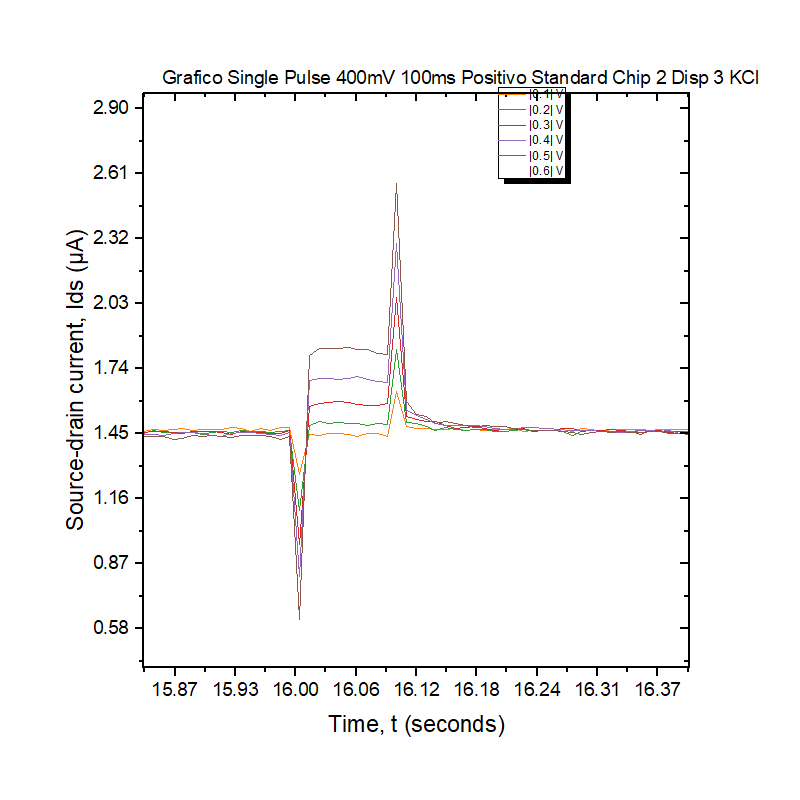 Grafico Single Pulse 400mV 100ms Positivo Standard Chip 2 Disp 3 KCl
|0.1| V
|0.2| V
|0.3| V
|0.4| V
|0.5| V
|0.6| V
2.90
2.61
2.32
2.03
1.74
1.45
1.16
0.87
0.58
Source-drain current, Ids (µA)
15.87 15.93 16.00 16.06 16.12 16.18 16.24 16.31 16.37
Time, t (seconds)